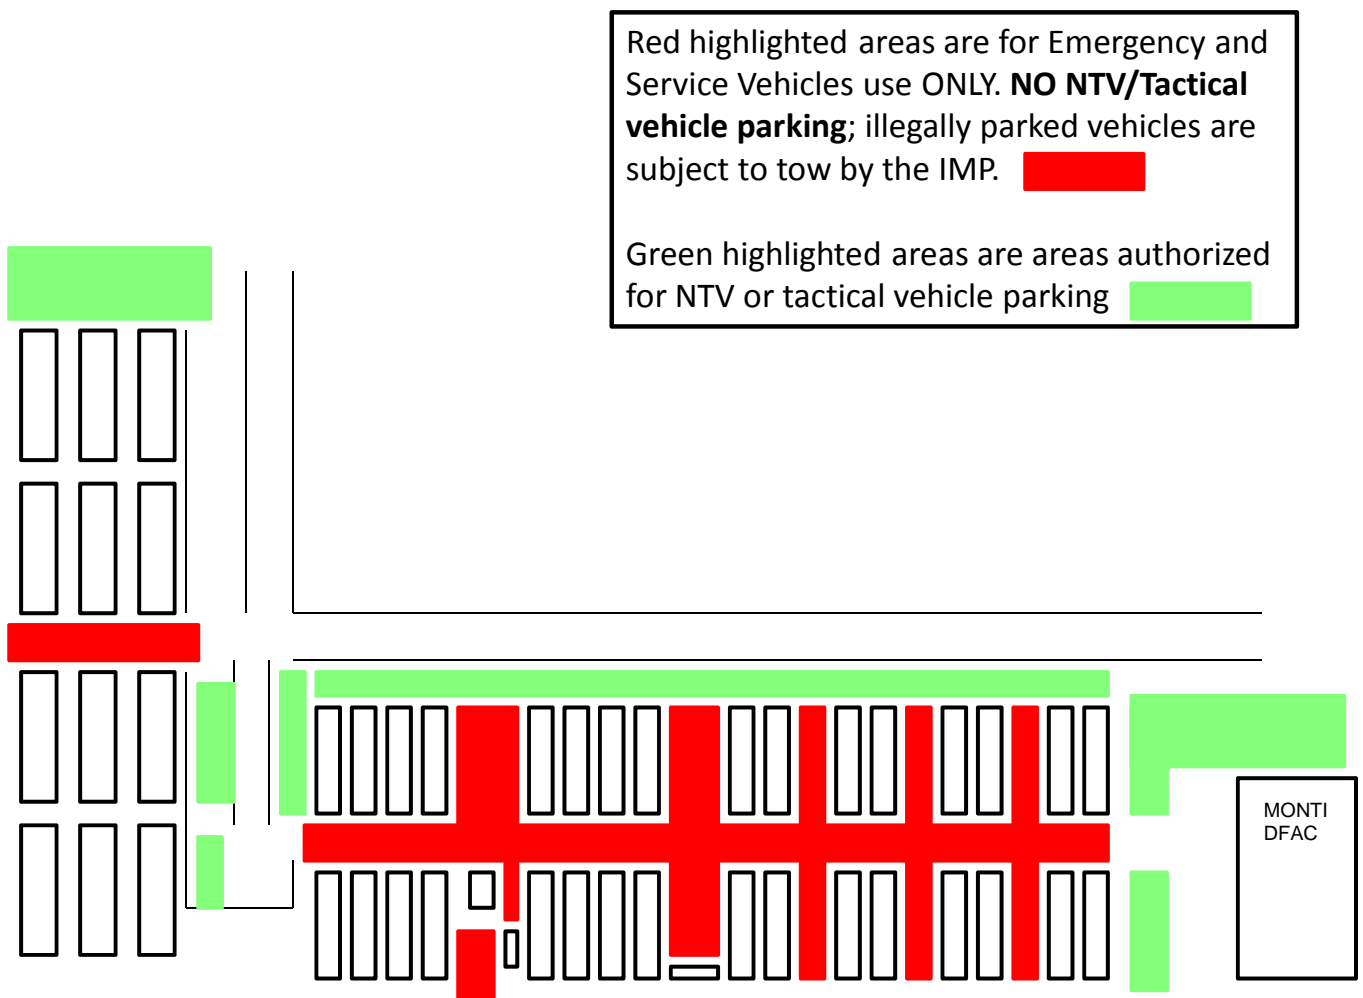 Red highlighted areas are for Emergency and
Service Vehicles use ONLY. NO NTV/Tactical
vehicle parking; illegally parked vehicles are
subject to tow by the IMP.
Green highlighted areas are areas authorized
for NTV or tactical vehicle parking
MONTI
DFAC